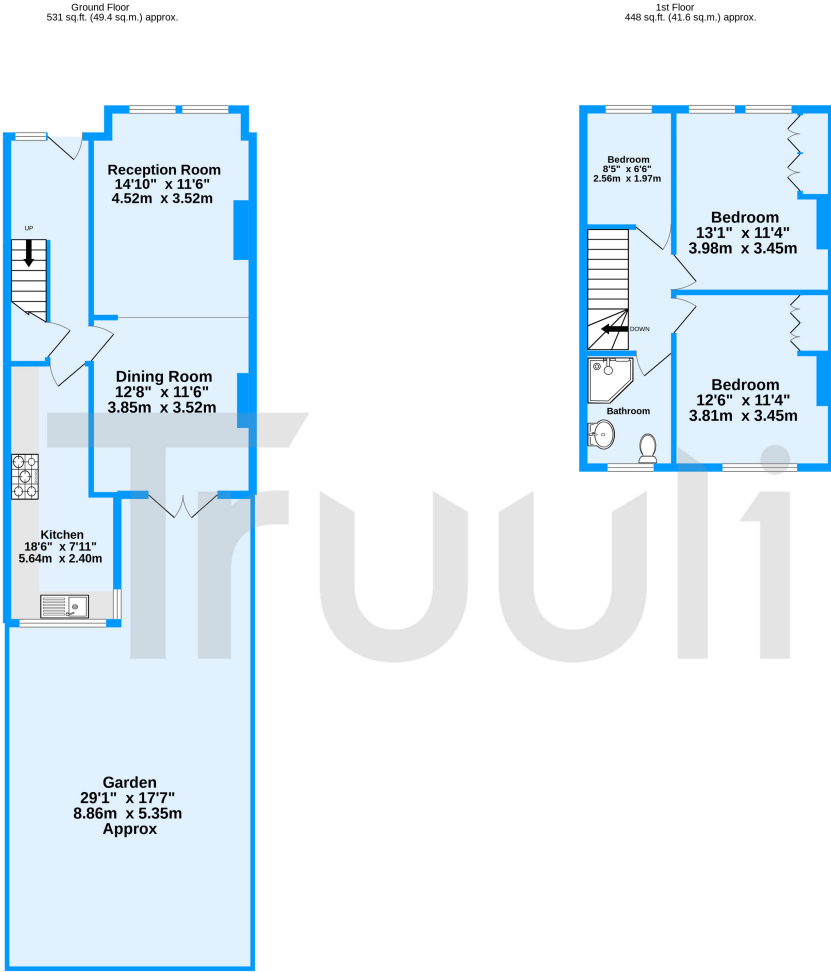 Ground Floor
531 sq.ft. (49.4 sq.m.) approx.
1st Floor
448 sq.ft. (41.6 sq.m.) approx.
Reception Room
14'10" x 11'6"
4.52m x 3.52m
UP
Dining Room
12'8" x 11'6"
3.85m x 3.52m
Kitchen
18'6" x 7'11"
5.64m x 2.40m
Garden
29'1" x 17'7"
8.86m x 5.35m
Approx
Bedroom
8'5" x 6'6"
2.56m x 1.97m
Bedroom
13'1" x 11'4"
3.98m x 3.45m
DOWN
Bedroom
12'6" x 11'4"
3.81m x 3.45m
Bathroom
Truuli